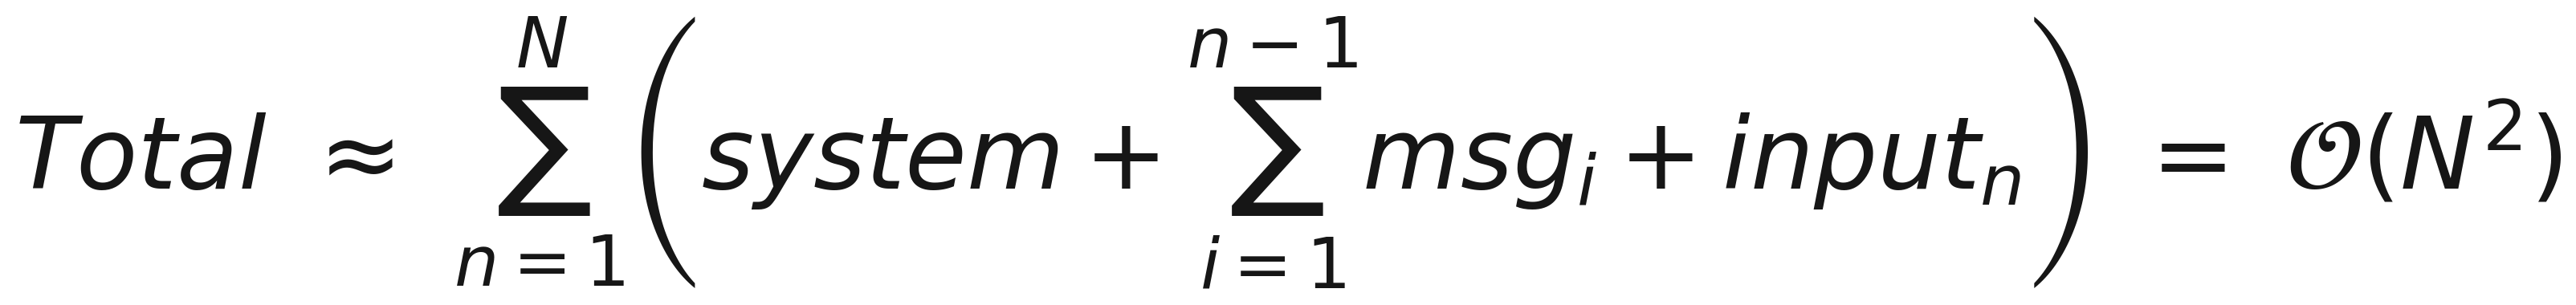 Total ≈ ∑_{n=1}^{N} (system + ∑_{i=1}^{n−1} msg_i + input_n) = 𝒪(N²)